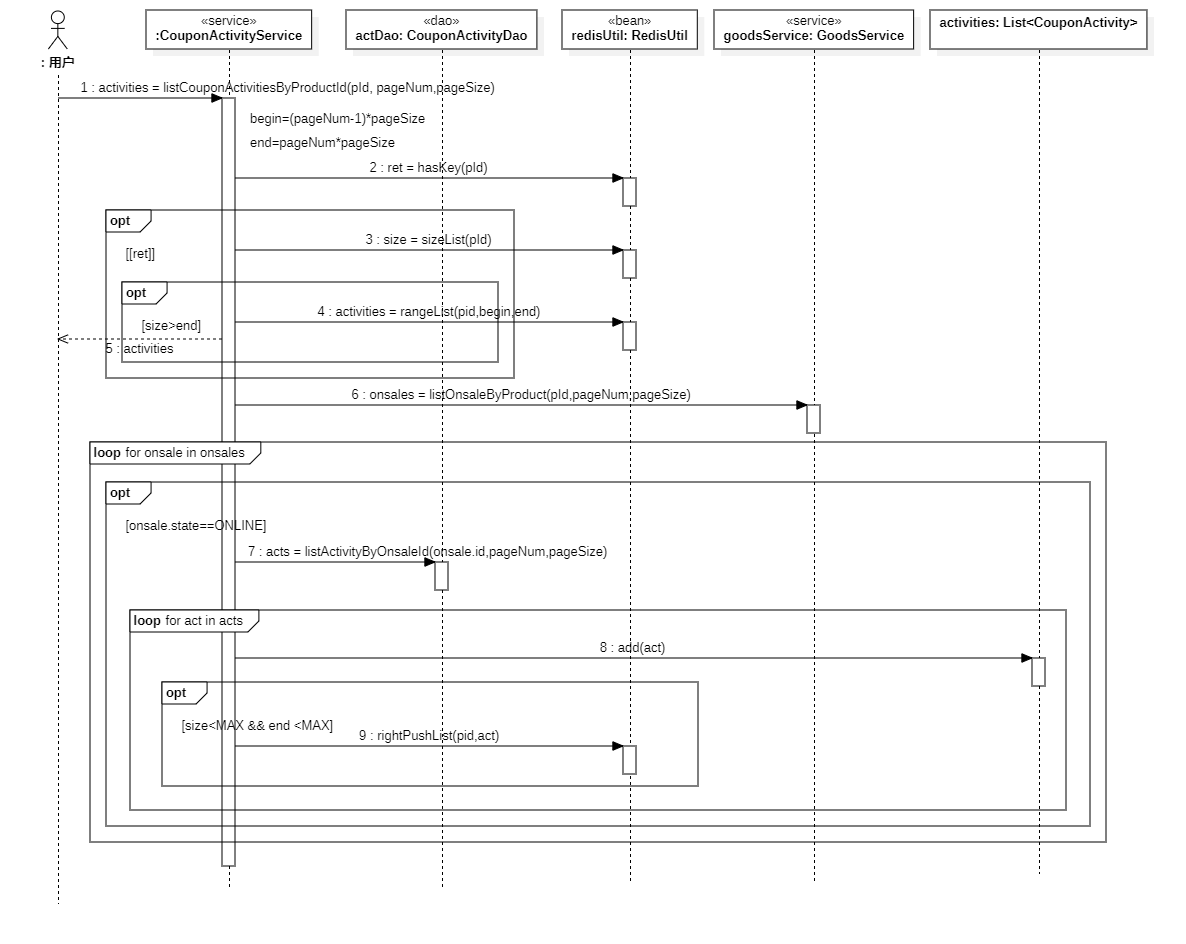 «service»
:CouponActivityService
«dao»
actDao: CouponActivityDao
«bean»
redisUtil: RedisUtil
«service»
goodsService: GoodsService
activities: List<CouponActivity>
: 用户
1 : activities = listCouponActivitiesByProductId(pId, pageNum,pageSize)
begin=(pageNum-1)*pageSize
end=pageNum*pageSize
2 : ret = hasKey(pId)
opt
3 : size = sizeList(pId)
[[ret]]
opt
4 : activities = rangeList(pid,begin,end)
[size>end]
5 : activities
6 : onsales = listOnsaleByProduct(pId,pageNum,pageSize)
loop for onsale in onsales
opt
[onsale.state==ONLINE]
7 : acts = listActivityByOnsaleId(onsale.id,pageNum,pageSize)
loop for act in acts
8 : add(act)
opt
[size<MAX && end <MAX]
9 : rightPushList(pid,act)